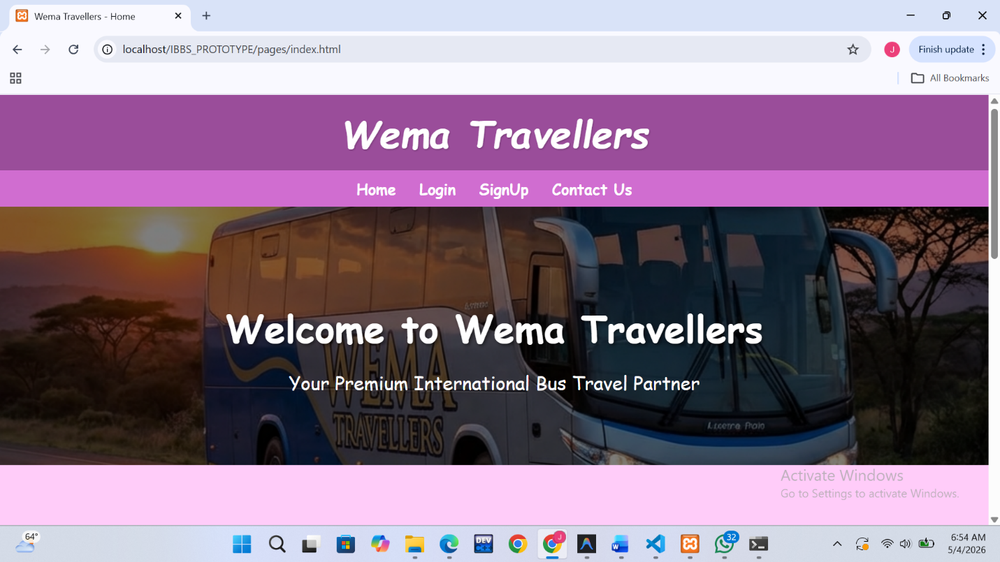 Wema Travellers - Home
localhost/IBBS_PROTOTYPE/pages/index.html
J
Finish update
All Bookmarks
Wema Travellers
Home Login SignUp Contact Us
Welcome to Wema Travellers
Your Premium International Bus Travel Partner
WEMA
TRAVELLERS
Activate Windows
Go to Settings to activate Windows.
64°
DEV
J
32
6:54 AM
5/4/2026